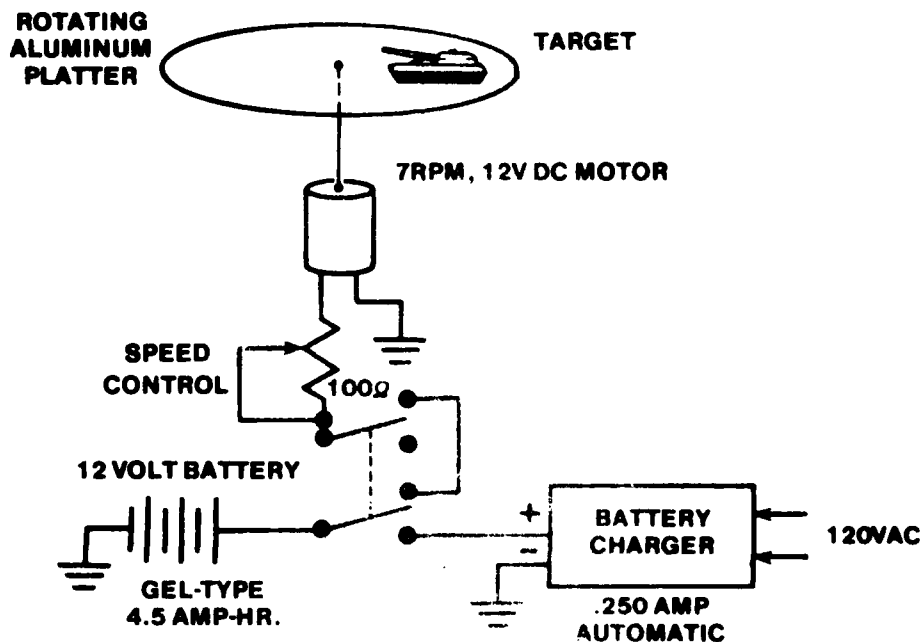 ROTATING
ALUMINUM
PLATTER
TARGET
7RPM, 12V DC MOTOR
SPEED
CONTROL
100Ω
12 VOLT BATTERY
GEL-TYPE
4.5 AMP-HR.
+
-
BATTERY
CHARGER
120VAC
.250 AMP
AUTOMATIC